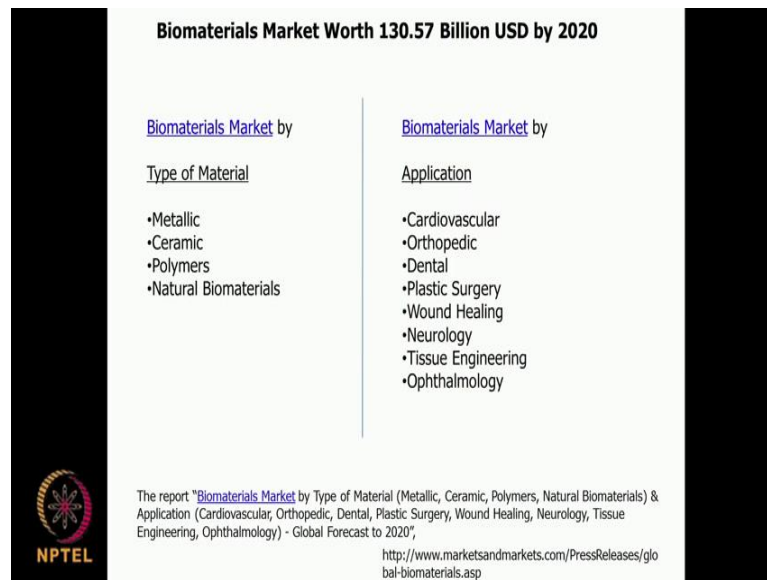 Biomaterials Market Worth 130.57 Billion USD by 2020
Biomaterials Market by
Type of Material
•Metallic
•Ceramic
•Polymers
•Natural Biomaterials
Biomaterials Market by
Application
•Cardiovascular
•Orthopedic
•Dental
•Plastic Surgery
•Wound Healing
•Neurology
•Tissue Engineering
•Ophthalmology
The report "Biomaterials Market by Type of Material (Metallic, Ceramic, Polymers, Natural Biomaterials) &
Application (Cardiovascular, Orthopedic, Dental, Plastic Surgery, Wound Healing, Neurology, Tissue
Engineering, Ophthalmology) - Global Forecast to 2020",
http://www.marketsandmarkets.com/PressReleases/glo
bal-biomaterials.asp
NPTEL